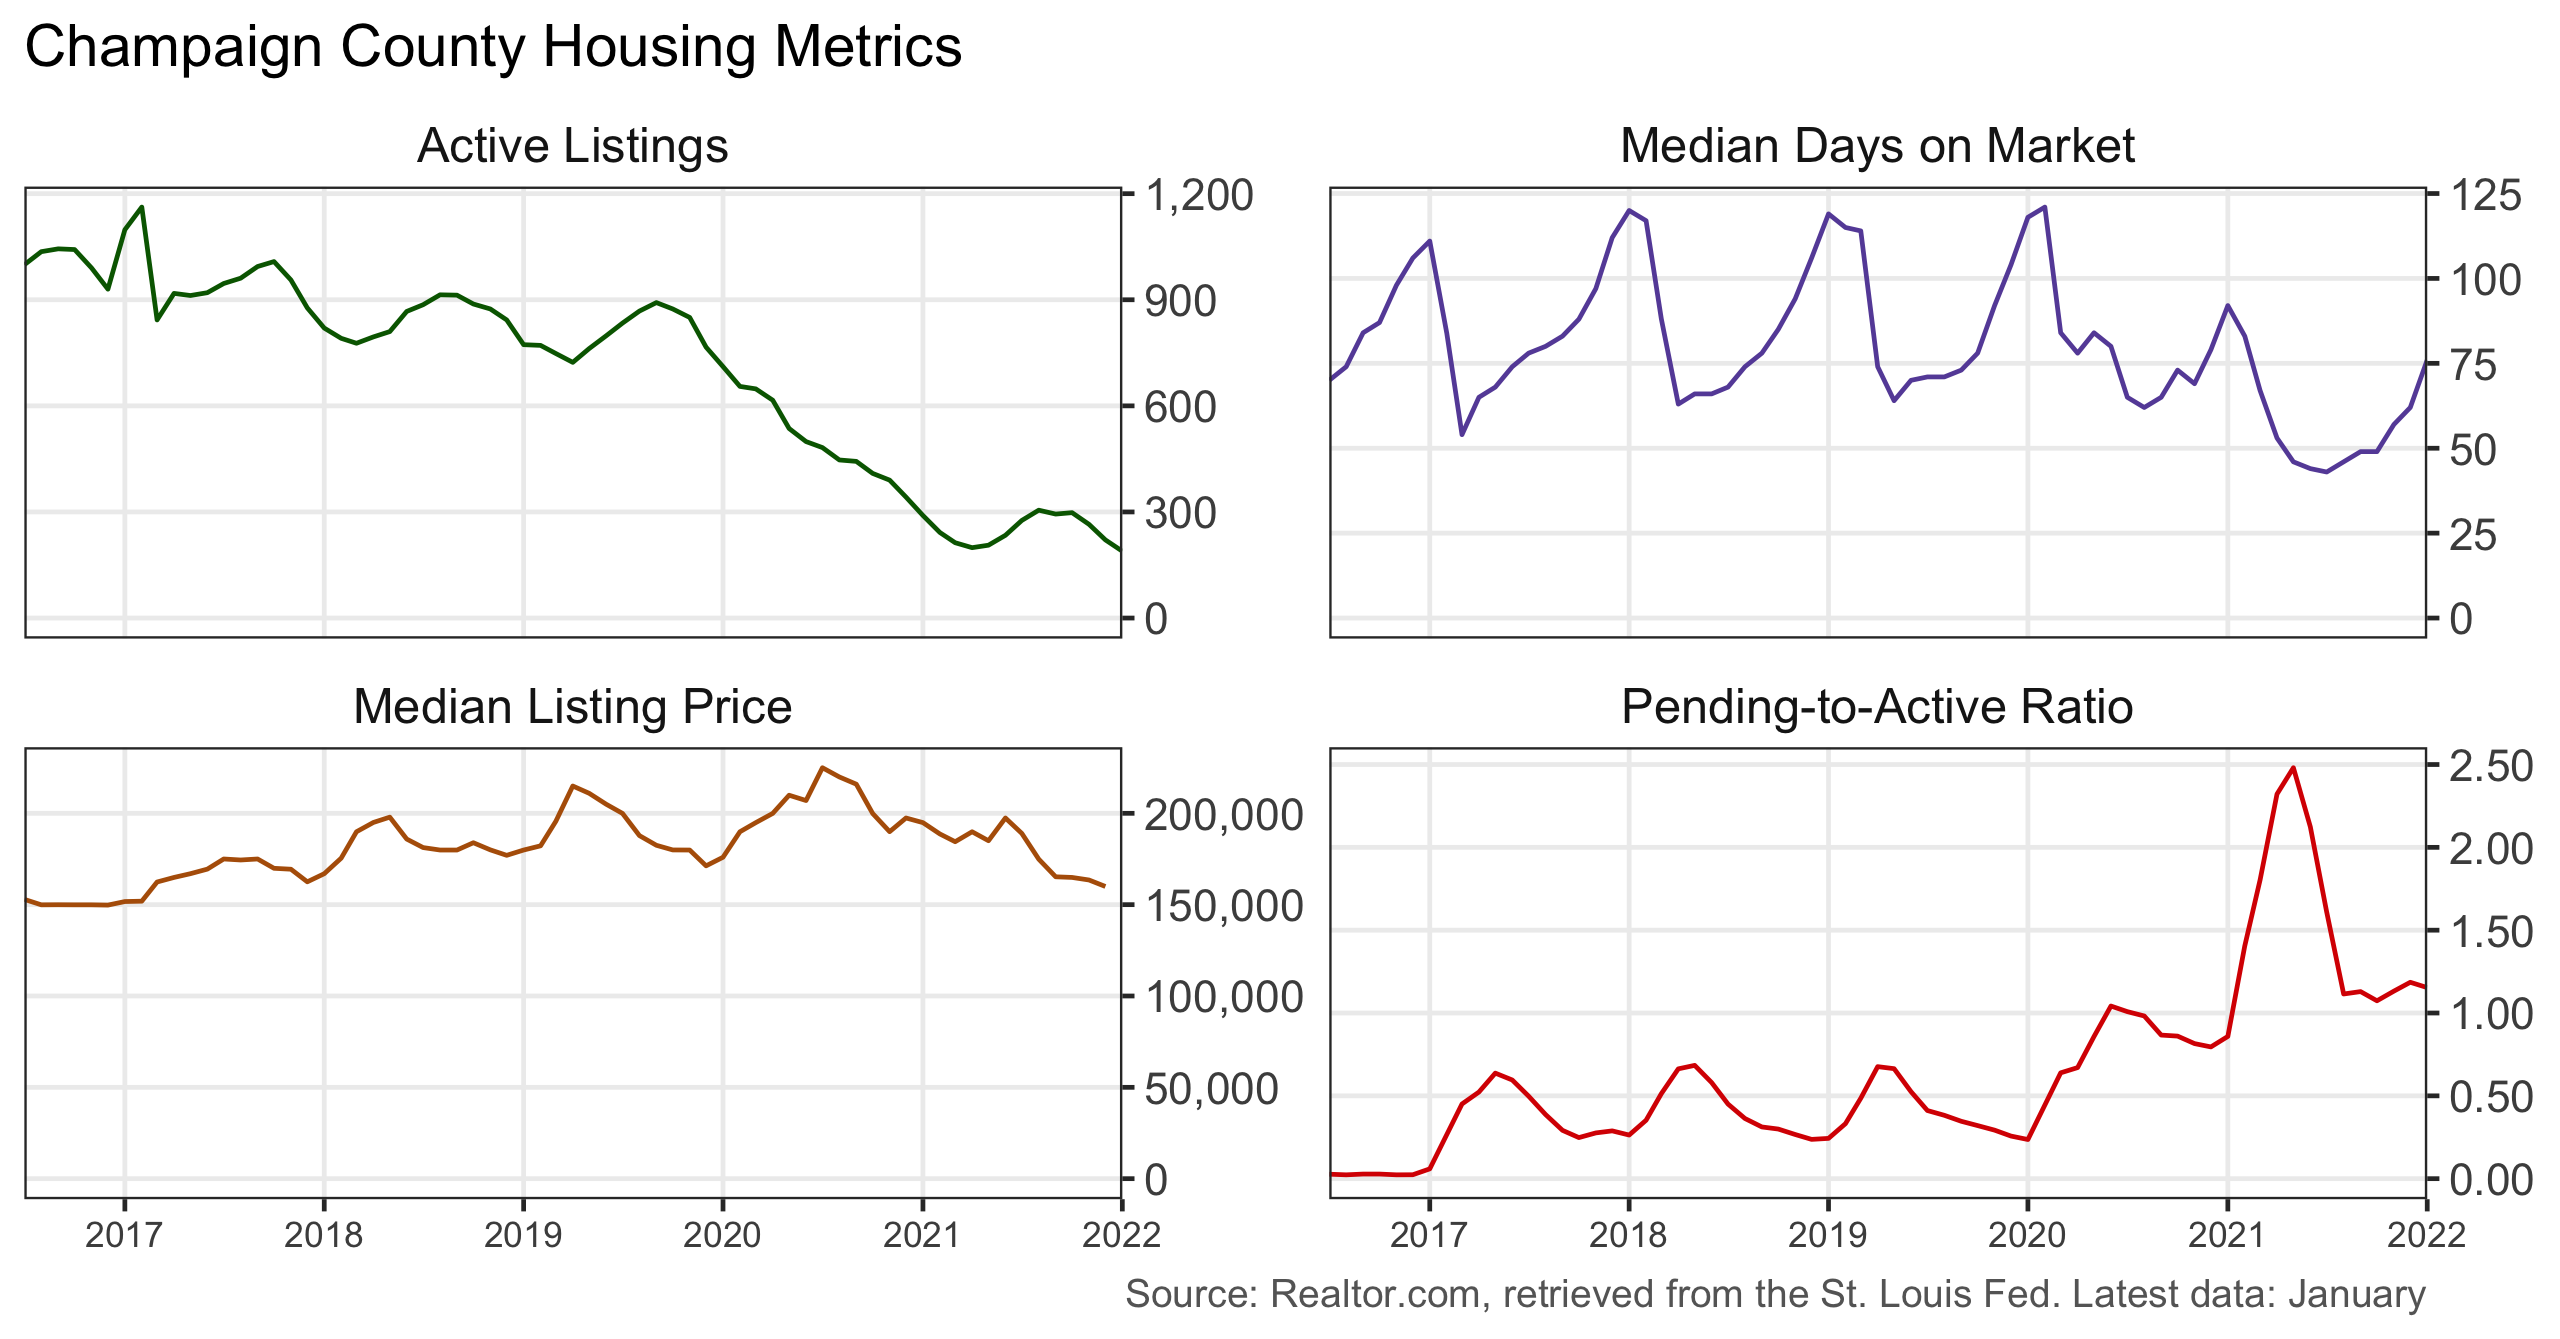 Champaign County Housing Metrics
Active Listings
1,200
900
600
300
0
Median Days on Market
125
100
75
50
25
0
Median Listing Price
200,000
150,000
100,000
50,000
0
2017 2018 2019 2020 2021 2022
Pending-to-Active Ratio
2.50
2.00
1.50
1.00
0.50
0.00
2017 2018 2019 2020 2021 2022
Source: Realtor.com, retrieved from the St. Louis Fed. Latest data: January